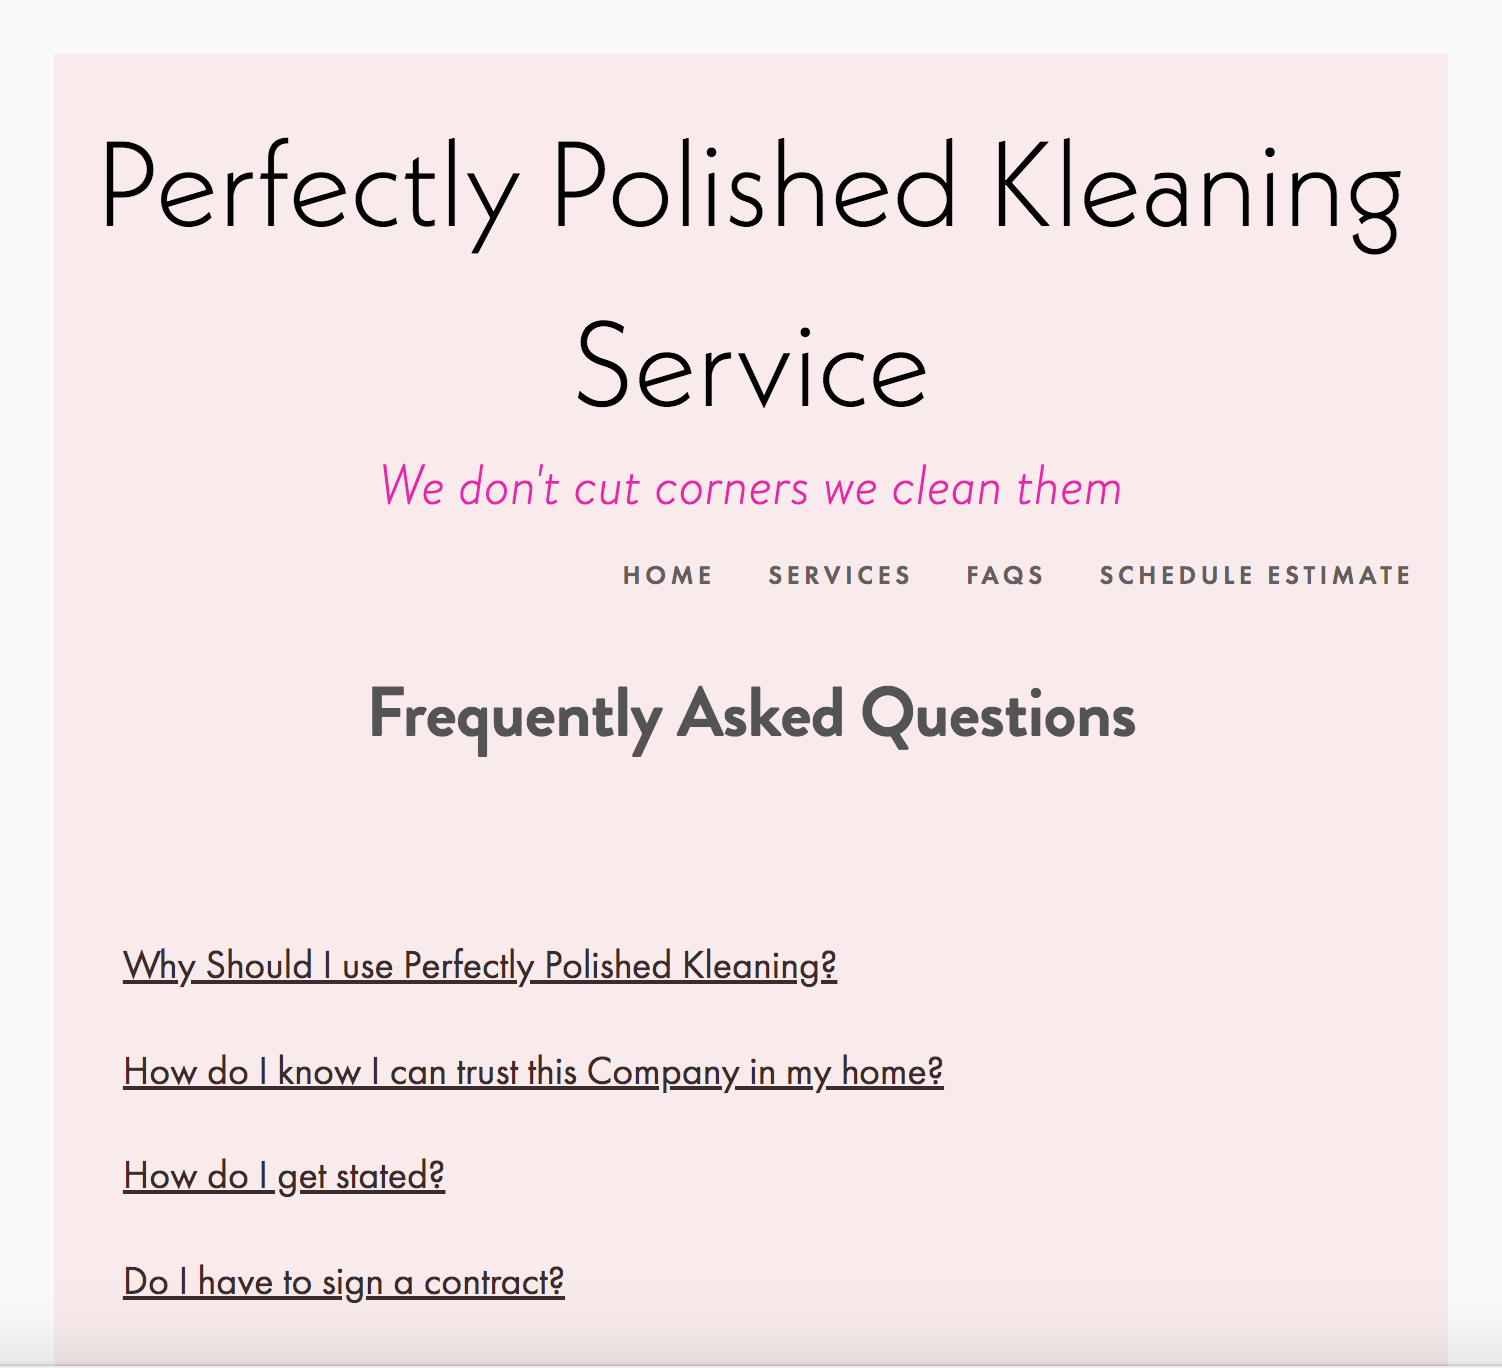 Perfectly Polished Kleaning
Service
We don't cut corners we clean them
HOME SERVICES FAQS SCHEDULE ESTIMATE
Frequently Asked Questions
Why Should I use Perfectly Polished Kleaning?
How do I know I can trust this Company in my home?
How do I get stated?
Do I have to sign a contract?